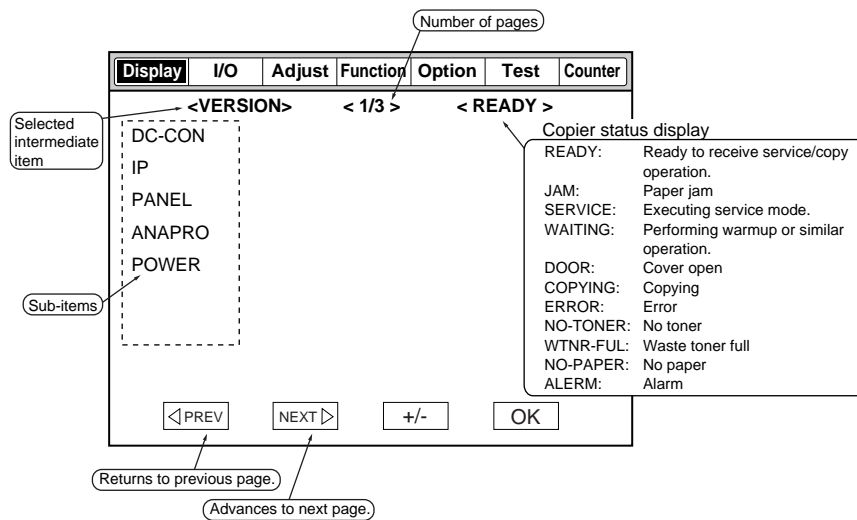 Number of pages
Display I/O Adjust Function Option Test Counter
<VERSION> < 1/3 > < READY >
Selected
intermediate
item
DC-CON
IP
PANEL
ANAPRO
POWER
Sub-items
Copier status display
READY: Ready to receive service/copy
operation.
JAM: Paper jam
SERVICE: Executing service mode.
WAITING: Performing warmup or similar
operation.
DOOR: Cover open
COPYING: Copying
ERROR: Error
NO-TONER: No toner
WTNR-FUL: Waste toner full
NO-PAPER: No paper
ALERM: Alarm
PREV NEXT +/- OK
Returns to previous page.
Advances to next page.